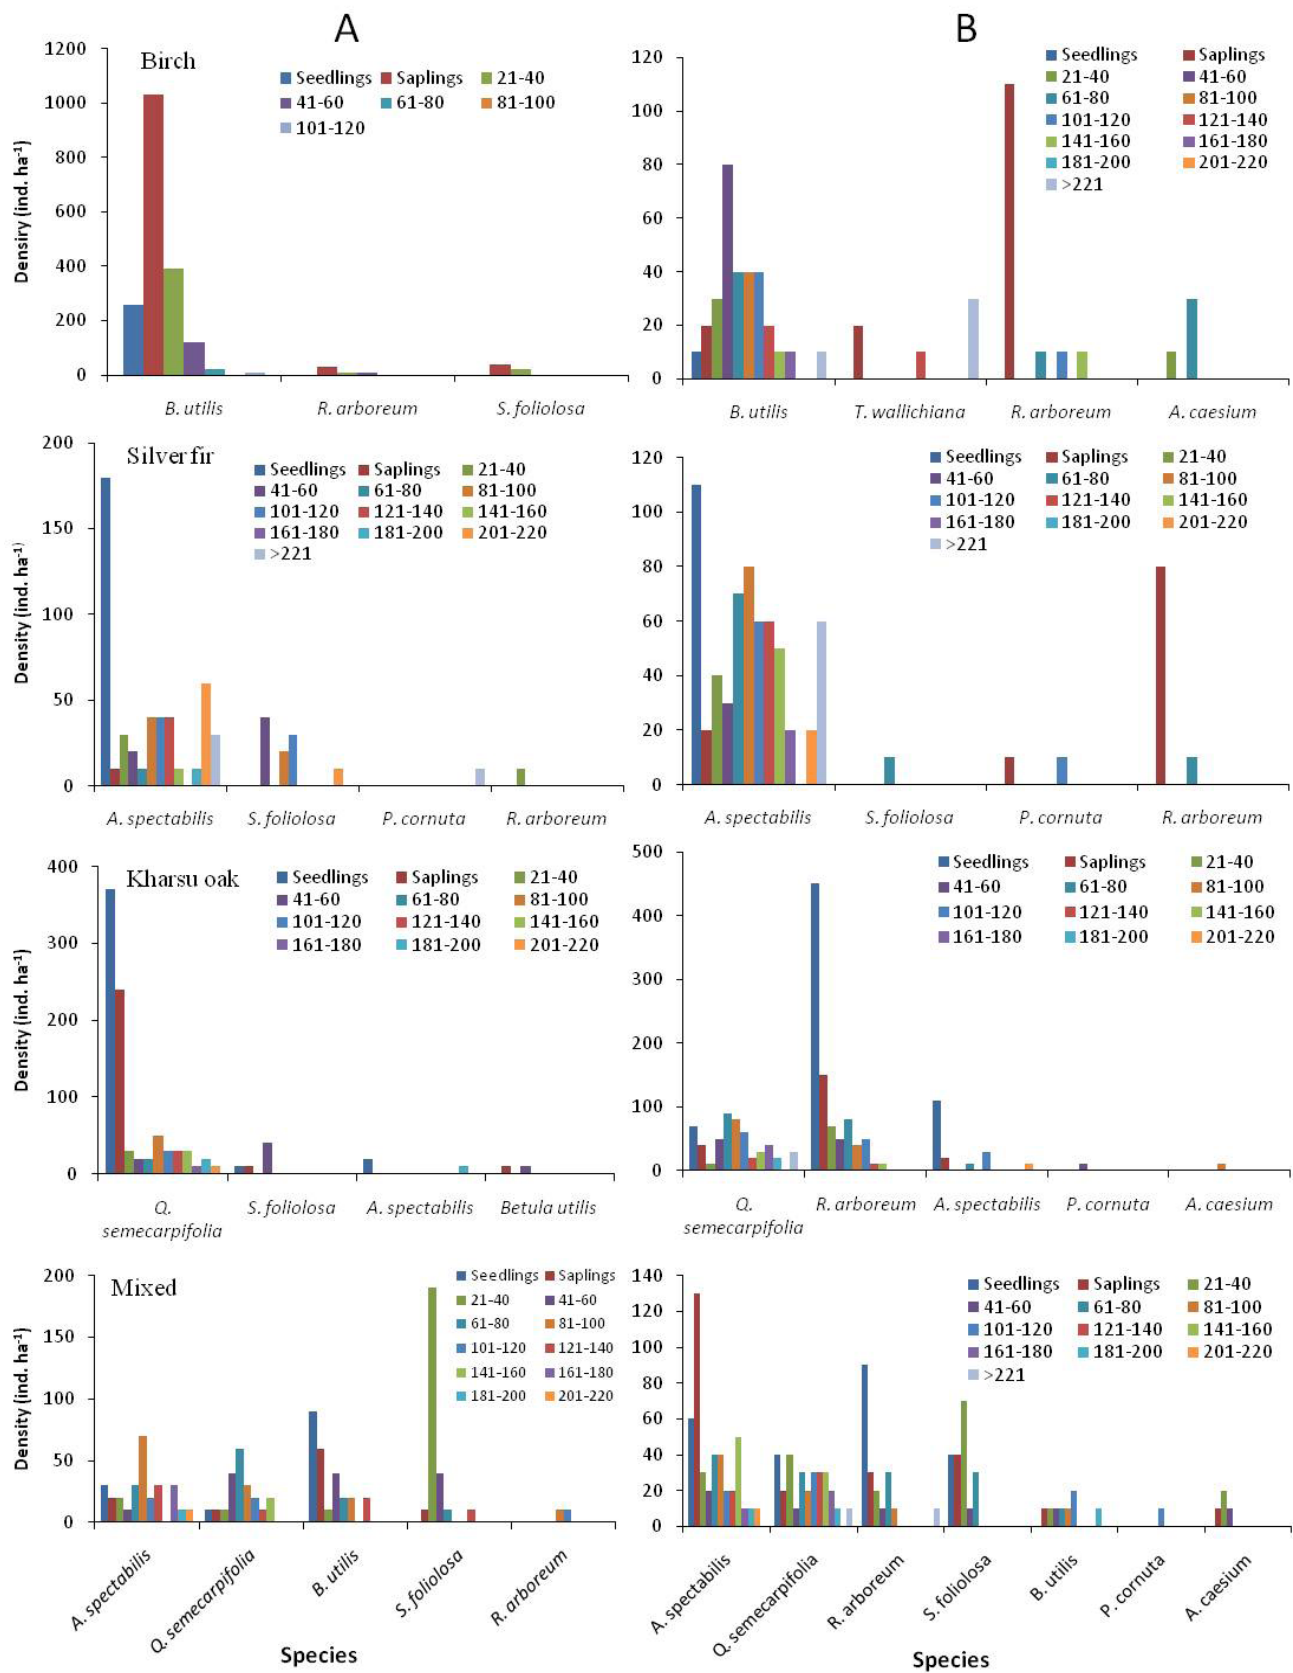 A
B
Birch
Densiry (ind. ha-1)
1200
1000
800
600
400
200
0
Seedlings Saplings 21-40
41-60 61-80 81-100
101-120
B. utilis R. arboreum S. foliolosa
120
100
80
60
40
20
0
Seedlings Saplings
21-40 41-60
61-80 81-100
101-120 121-140
141-160 161-180
181-200 201-220
>221
B. utilis T. wallichiana R. arboreum A. caesium
Silver fir
Density (ind. ha-1)
200
150
100
50
0
Seedlings Saplings 21-40
41-60 61-80 81-100
101-120 121-140 141-160
161-180 181-200 201-220
>221
A. spectabilis S. foliolosa P. cornuta R. arboreum
120
100
80
60
40
20
0
Seedlings Saplings 21-40
41-60 61-80 81-100
101-120 121-140 141-160
161-180 181-200 201-220
>221
A. spectabilis S. foliolosa P. cornuta R. arboreum
Kharsu oak
Density (ind. ha-1)
400
300
200
100
0
Seedlings Saplings 21-40
41-60 61-80 81-100
101-120 121-140 141-160
161-180 181-200 201-220
Q. S. foliolosa A. spectabilis Betula utilis
semecarpifolia
500
400
300
200
100
0
Seedlings Saplings 21-40
41-60 61-80 81-100
101-120 121-140 141-160
161-180 181-200 201-220
Q. R. arboreum A. spectabilis P. cornuta A. caesium
semecarpifolia
Mixed
Density (ind. ha-1)
200
150
100
50
0
Seedlings Saplings
21-40 41-60
61-80 81-100
101-120 121-140
141-160 161-180
181-200 201-220
A. spectabilis Q. semecarpifolia B. utilis S. foliolosa R. arboreum
Species
140
120
100
80
60
40
20
0
Seedlings Saplings 21-40
41-60 61-80 81-100
101-120 121-140 141-160
161-180 181-200 201-220
>221
A. spectabilis Q. semecarpifolia R. arboreum S. foliolosa B. utilis P. cornuta A. caesium
Species